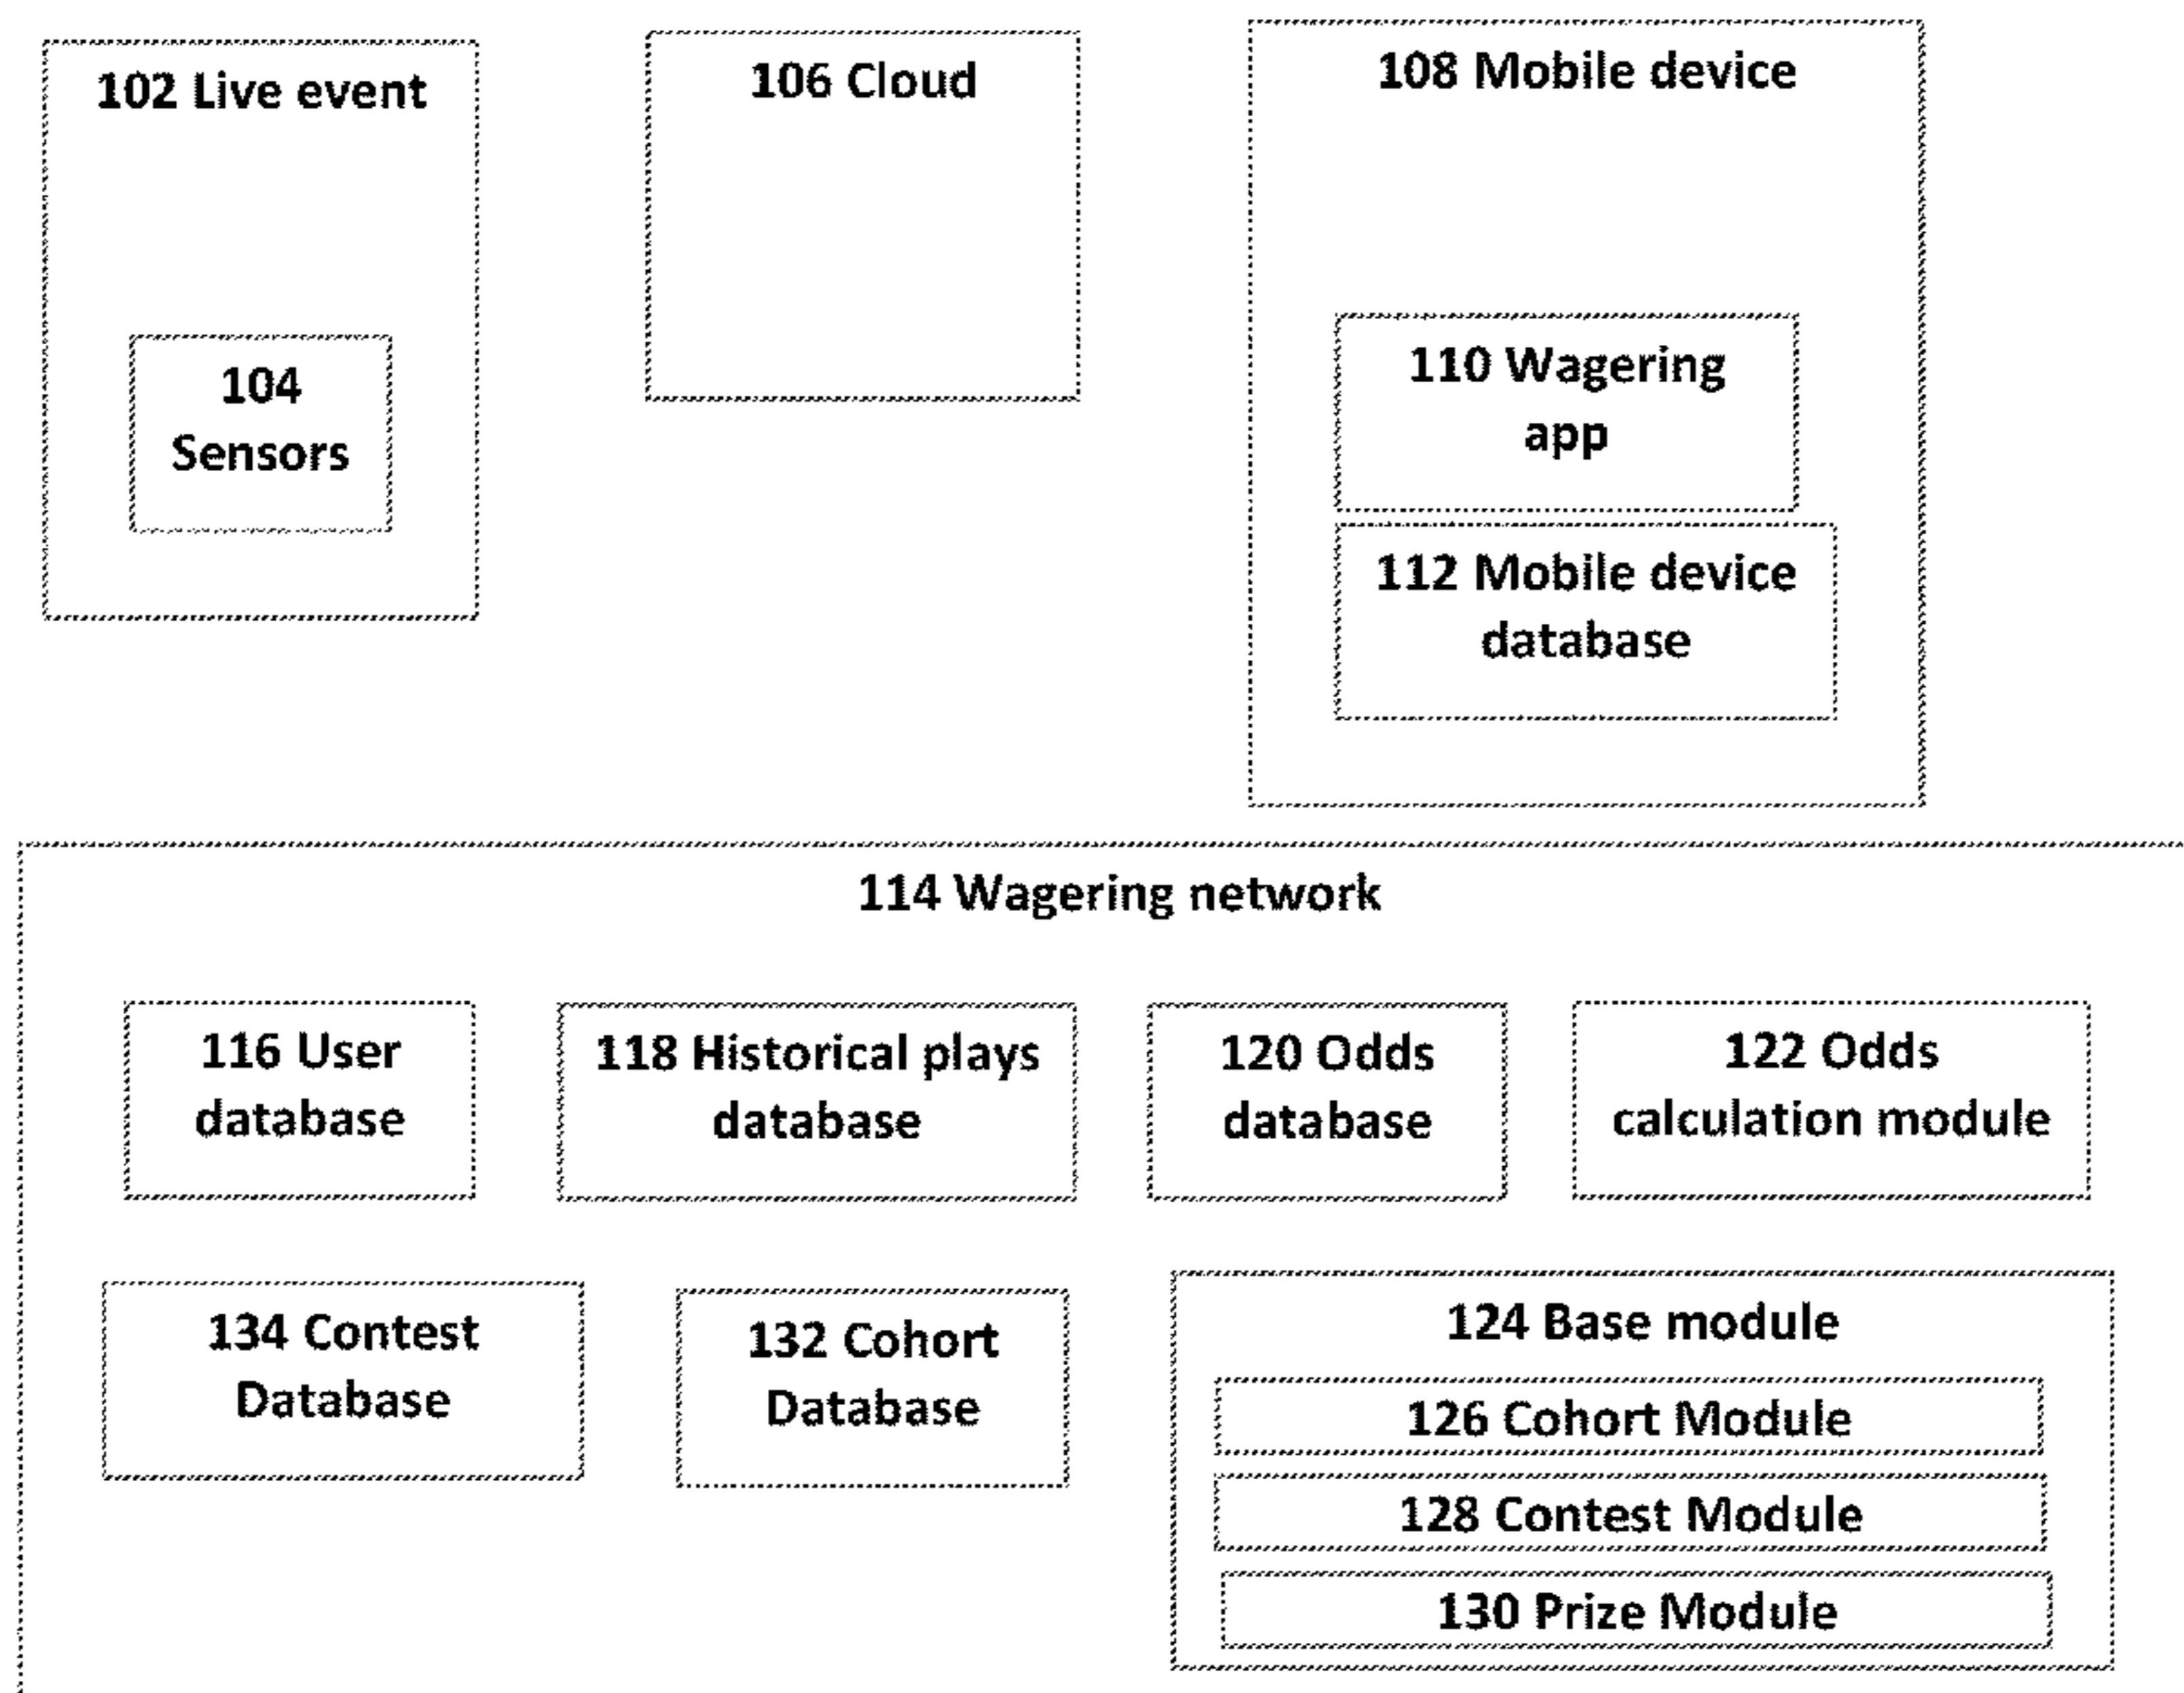 102 Live event
104
Sensors
106 Cloud
108 Mobile device
110 Wagering
app
112 Mobile device
database
114 Wagering network
116 User
database
118 Historical plays
database
120 Odds
database
122 Odds
calculation module
134 Contest
Database
132 Cohort
Database
124 Base module
126 Cohort Module
128 Contest Module
130 Prize Module